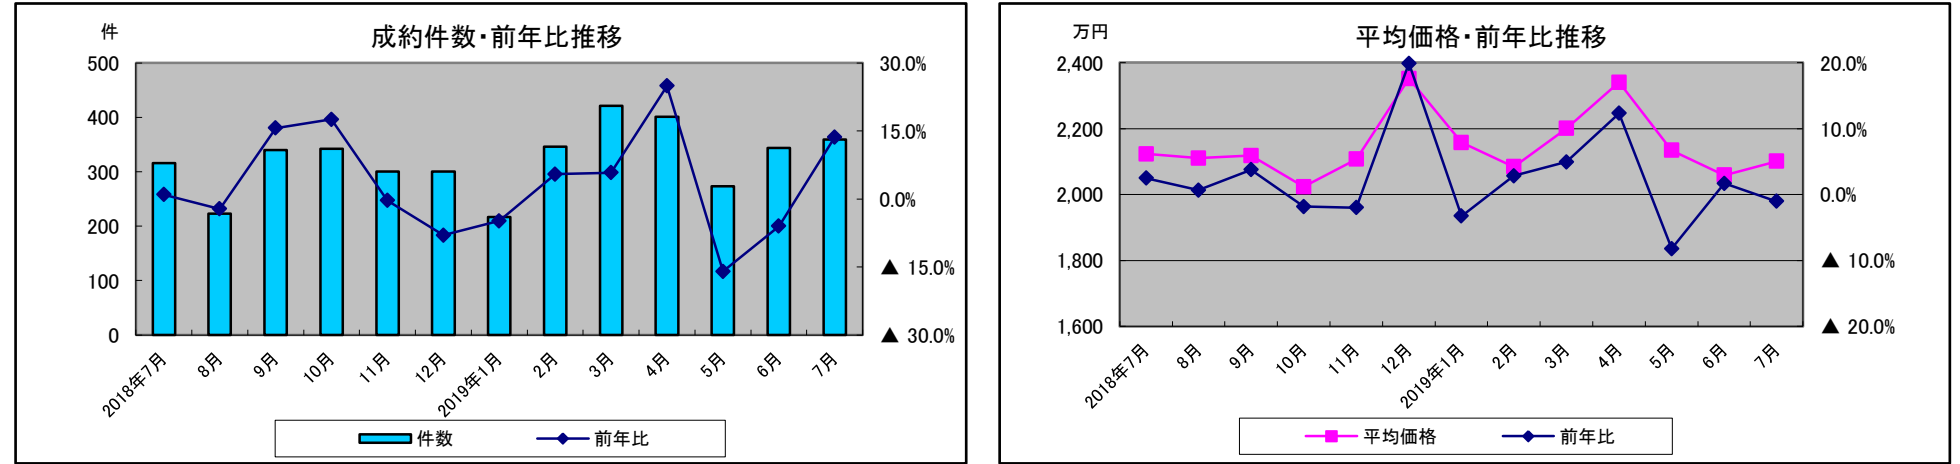 件
成約件数・前年比推移
500
400
300
200
100
0
30.0%
15.0%
0.0%
▲ 15.0%
▲ 30.0%
2018年7月
8月
9月
10月
11月
12月
2019年1月
2月
3月
4月
5月
6月
7月
件数
前年比
万円
平均価格・前年比推移
2,400
2,200
2,000
1,800
1,600
20.0%
10.0%
0.0%
▲ 10.0%
▲ 20.0%
2018年7月
8月
9月
10月
11月
12月
2019年1月
2月
3月
4月
5月
6月
7月
平均価格
前年比